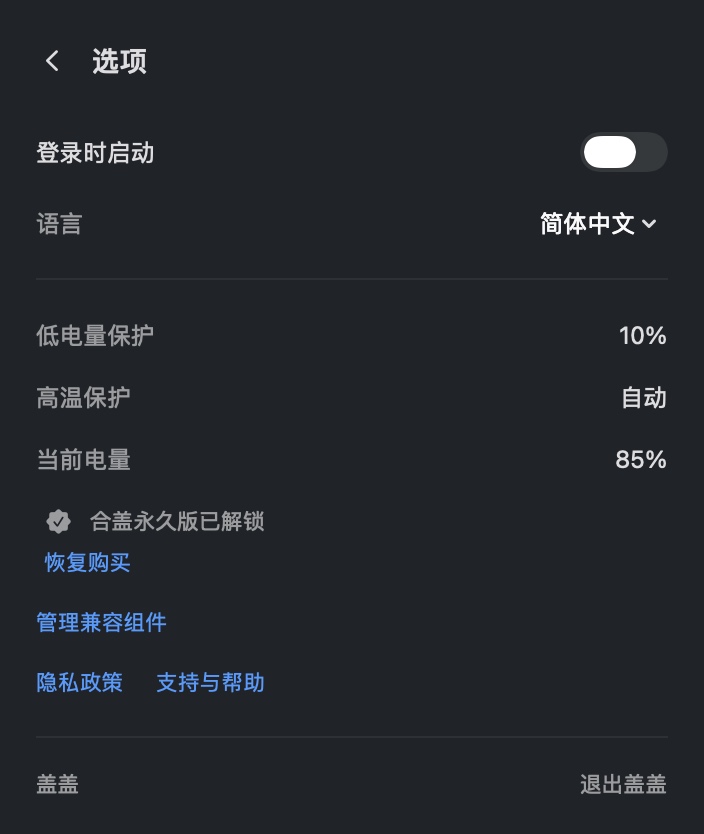 选项
登录时启动
语言 简体中文
低电量保护 10%
高温保护 自动
当前电量 85%
合盖永久版已解锁
恢复购买
管理兼容组件
隐私政策 支持与帮助
盖盖 退出盖盖